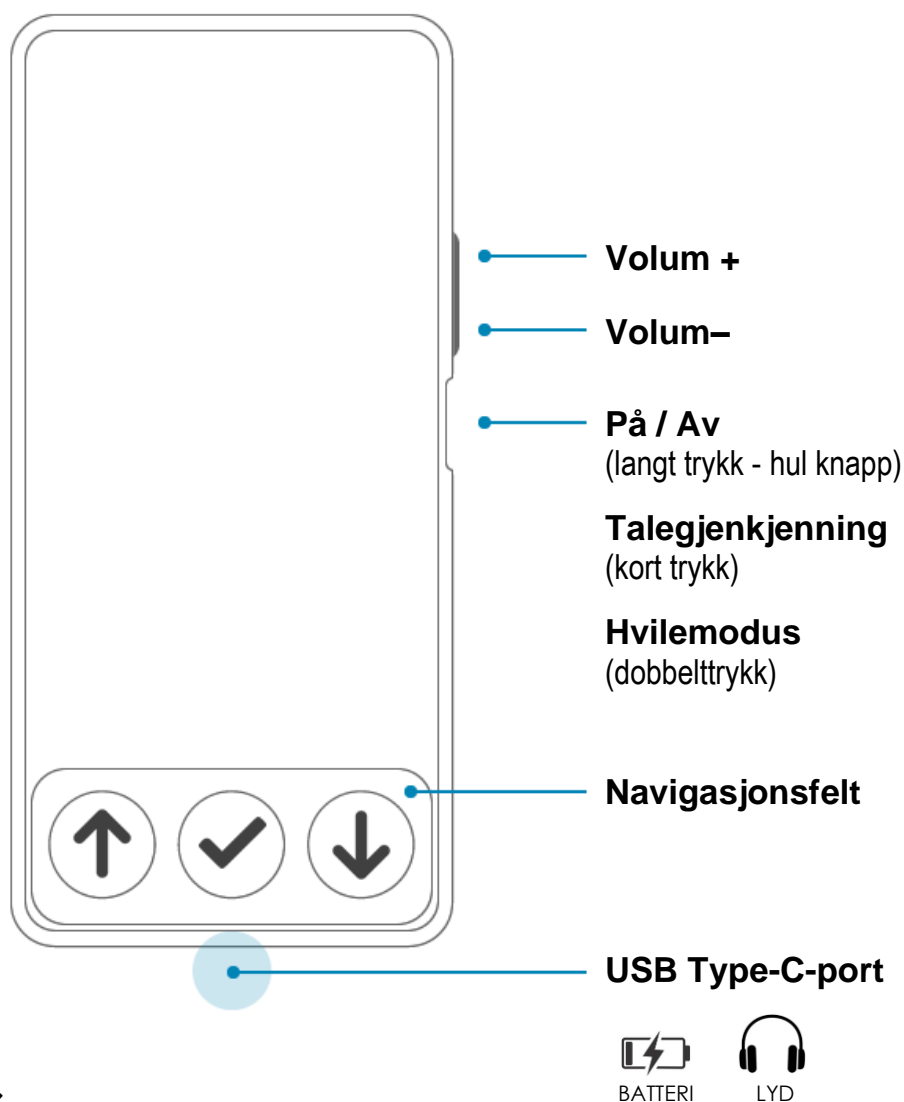 Volum +
Volum–
På / Av
(langt trykk - hul knapp)
Talegjenkjenning
(kort trykk)
Hvilemodus
(dobbelttrykk)
Navigasjonsfelt
USB Type-C-port
BATTERI LYD